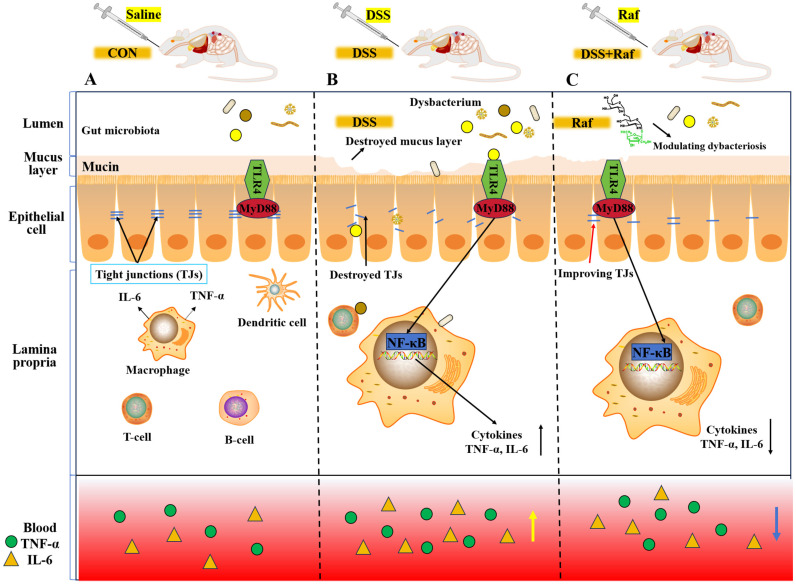 Saline
DSS
Raf
CON
DSS
DSS+Raf
A
B
C
Lumen
Gut microbiota
DSS
Dysbacterium
Destroyed mucus layer
Raf
Modulating dybacteriosis
Mucus
layer
Mucin
TLR4
TLR4
TLR4
Epithelial
cell
MyD88
MyD88
MyD88
Tight junctions (TJs)
Destroyed TJs
Improving TJs
Lamina
propria
IL-6
TNF-α
Macrophage
Dendritic cell
T-cell
B-cell
NF-κB
Cytokines
TNF-α, IL-6
NF-κB
Cytokines
TNF-α, IL-6
Blood
TNF-α
IL-6